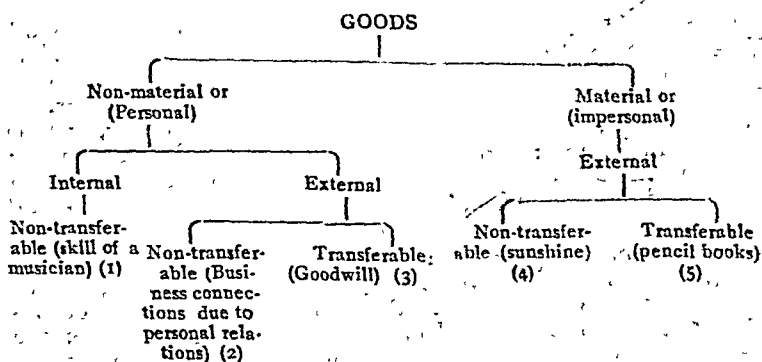 GOODS
Non-material or
(Personal)
Material or
(impersonal)
Internal
External
External
Non-transfer-
able (skill of a
musician) (1)
Non-transfer-
able (Busi-
ness connec-
tions due to
personal rela-
tions) (2)
Transferable
(Goodwill) (3)
Non-transfer-
able (sunshine)
(4)
Transferable
(pencil books)
(5)